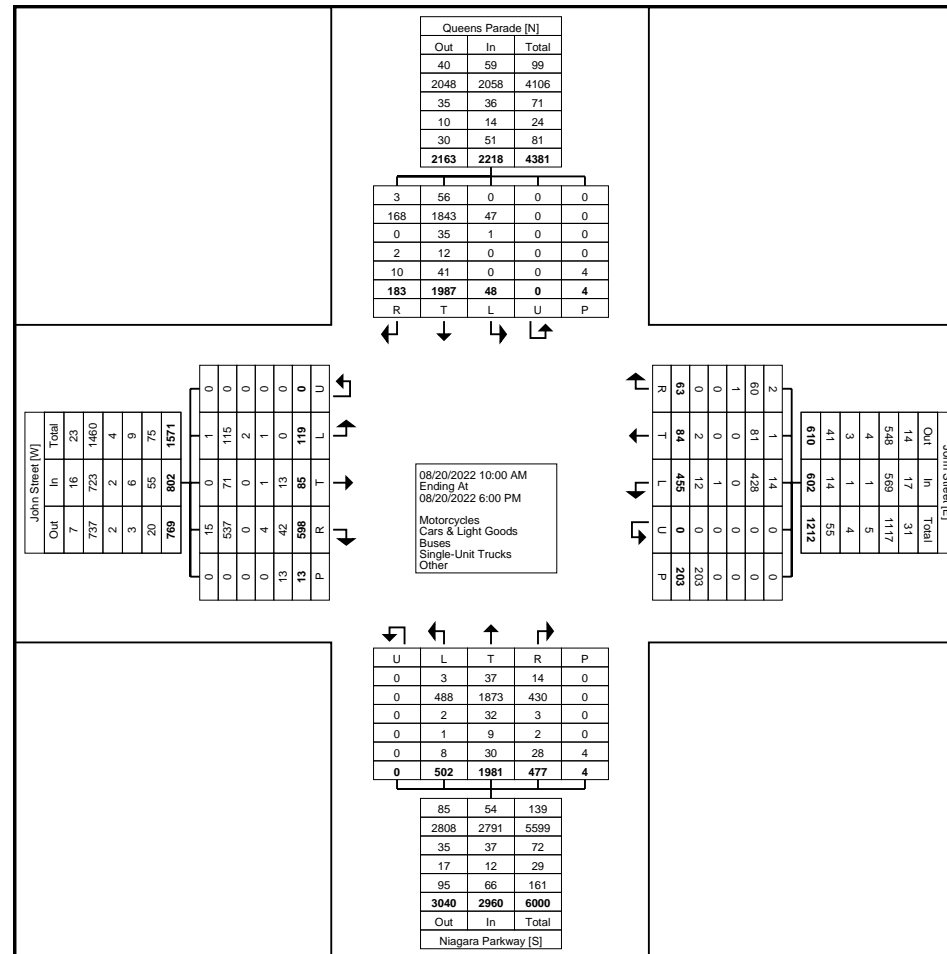 Queens Parade [N]
Out In Total
40 59 99
2048 2058 4106
35 36 71
10 14 24
30 51 81
2163 2218 4381
3 56 0 0 0
168 1843 47 0 0
0 35 1 0 0
2 12 0 0 0
10 41 0 0 4
183 1987 48 0 4
R T L U P
John Street [W]
Out In Total
7 16 23
737 723 1460
2 2 4
3 6 9
20 55 75
769 802 1571
0 15 0 1 0
0 537 71 115 0
0 0 0 2 0
0 4 1 1 0
13 42 13 0 0
13 598 85 119 0
P R T L U
08/20/2022 10:00 AM
Ending At
08/20/2022 6:00 PM
Motorcycles
Cars & Light Goods
Buses
Single-Unit Trucks
Other
John Street [E]
Out In Total
14 17 31
548 569 1117
4 1 5
3 1 4
41 14 55
610 602 1212
2 1 14 0 0
60 81 428 0 0
1 0 0 0 0
0 0 1 0 0
0 2 12 0 203
63 84 455 0 203
R T L U P
U L T R P
0 3 37 14 0
0 488 1873 430 0
0 2 32 3 0
0 1 9 2 0
0 8 30 28 4
0 502 1981 477 4
85 54 139
2808 2791 5599
35 37 72
17 12 29
95 66 161
3040 2960 6000
Out In Total
Niagara Parkway [S]